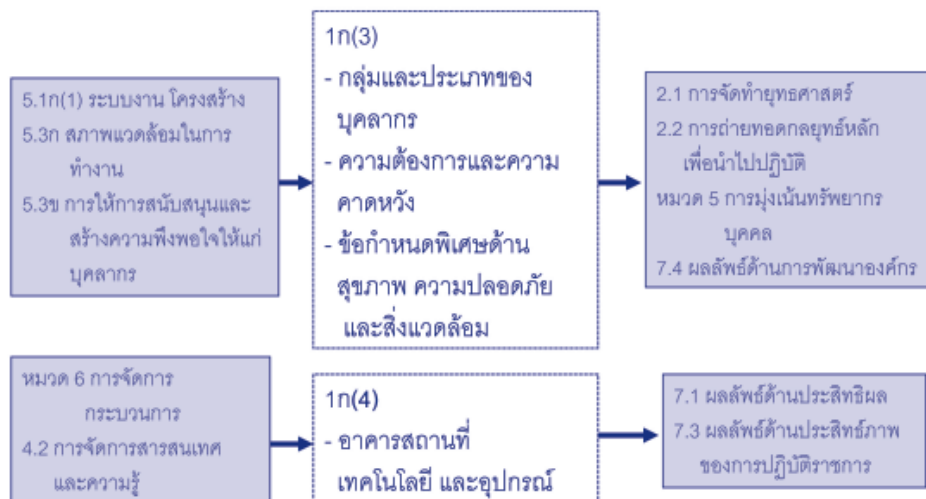 5.1ก(1) ระบบงาน โครงสร้าง
5.3ก สภาพแวดล้อมในการ
ทำงาน
5.3ข การให้การสนับสนุนและ
สร้างความพึงพอใจให้แก่
บุคลากร
1ก(3)
- กลุ่มและประเภทของ
บุคลากร
- ความต้องการและความ
คาดหวัง
- ข้อกำหนดพิเศษด้าน
สุขภาพ ความปลอดภัย
และสิ่งแวดล้อม
2.1 การจัดทำยุทธศาสตร์
2.2 การถ่ายทอดกลยุทธ์หลัก
เพื่อนำไปปฏิบัติ
หมวด 5 การมุ่งเน้นทรัพยากร
บุคคล
7.4 ผลลัพธ์ด้านการพัฒนาองค์กร
หมวด 6 การจัดการ
กระบวนการ
4.2 การจัดการสารสนเทศ
และความรู้
1ก(4)
- อาคารสถานที่
เทคโนโลยี และอุปกรณ์
7.1 ผลลัพธ์ด้านประสิทธิผล
7.3 ผลลัพธ์ด้านประสิทธ์ภาพ
ของการปฏิบัติราชการ